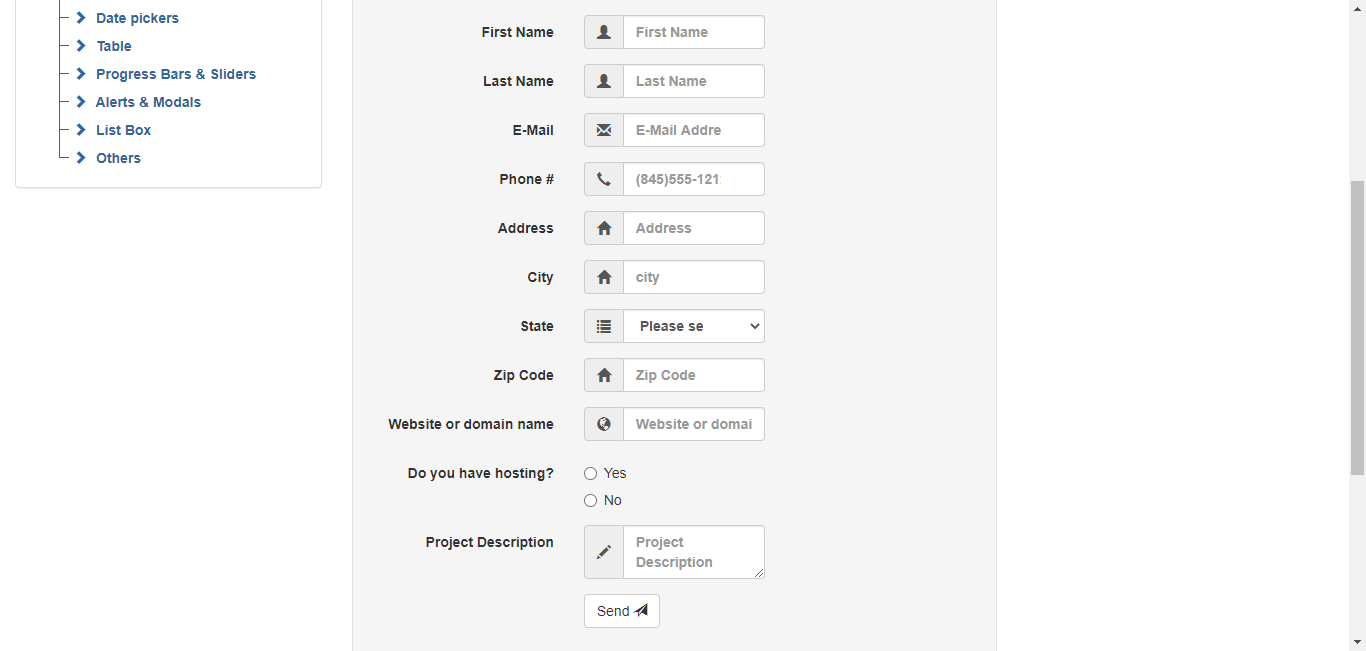 Date pickers
Table
Progress Bars & Sliders
Alerts & Modals
List Box
Others
First Name
First Name
Last Name
Last Name
E-Mail
E-Mail Addre
Phone #
(845)555-121
Address
Address
City
city
State
Please se
Zip Code
Zip Code
Website or domain name
Website or domai
Do you have hosting?
Yes
No
Project Description
Project
Description
Send